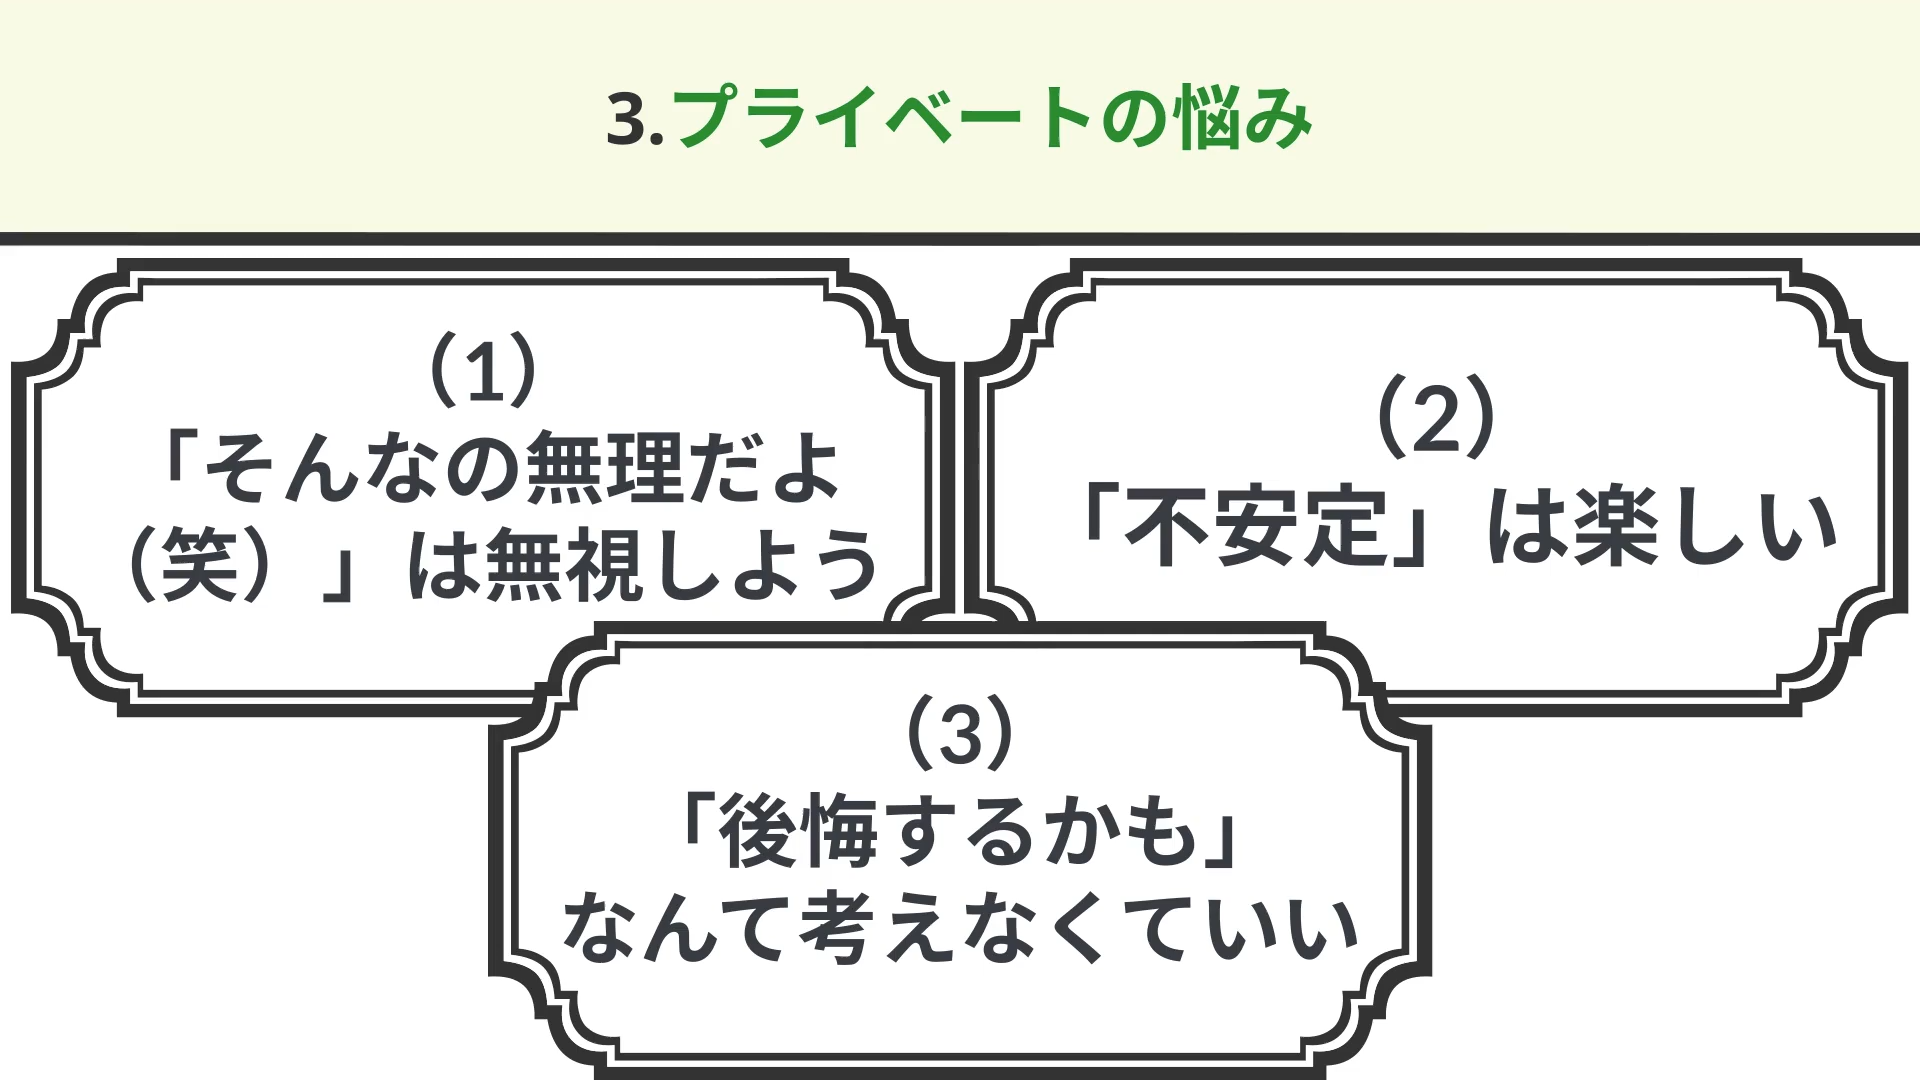 3.プライベートの悩み
（1）
「そんなの無理だよ
（笑）」は無視しよう
（2）
「不安定」は楽しい
（3）
「後悔するかも」
なんて考えなくていい